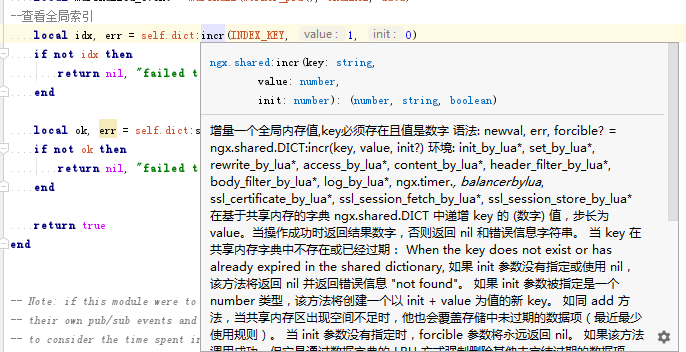 --查看全局索引
local idx, err = self.dict:incr(INDEX_KEY, value: 1, init: 0)
if not idx then
return nil, "failed t
end
local ok, err = self.dict:s
if not ok then
return nil, "failed t
end
return true
end
-- Note: if this module were to
-- their own pub/sub events and
-- to consider the time spent i
ngx.shared:incr(key: string,
value: number,
init: number): (number, string, boolean)
增量一个全局内存值,key必须存在且值是数字 语法: newval, err, forcible? =
ngx.shared.DICT:incr(key, value, init?) 环境: init_by_lua*, set_by_lua*,
rewrite_by_lua*, access_by_lua*, content_by_lua*, header_filter_by_lua*,
body_filter_by_lua*, log_by_lua*, ngx.timer., balancerbylua,
ssl_certificate_by_lua*, ssl_session_fetch_by_lua*, ssl_session_store_by_lua*
在基于共享内存的字典 ngx.shared.DICT 中递增 key 的 (数字) 值，步长为
value。当操作成功时返回结果数字，否则返回 nil 和错误信息字符串。 当 key 在
共享内存字典中不存在或已经过期： When the key does not exist or has
already expired in the shared dictionary, 如果 init 参数没有指定或使用 nil，
该方法将返回 nil 并返回错误信息 "not found"。 如果 init 参数被指定是一个
number 类型，该方法将创建一个以 init + value 为值的新 key。 如同 add 方
法，当共享内存区出现空间不足时，他也会覆盖存储中未过期的数据项（最近最少
使用规则）。 当 init 参数没有指定时，forcible 参数将永远返回 nil。 如果该方法